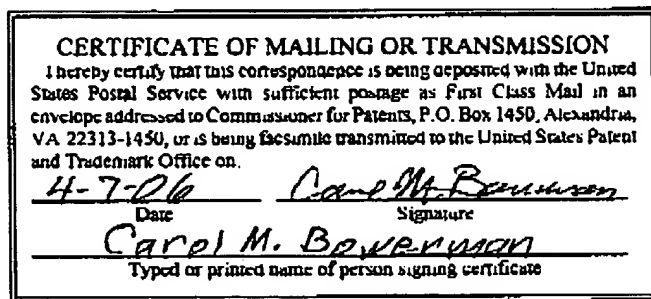 CERTIFICATE OF MAILING OR TRANSMISSION
I hereby certify that this correspondence is being deposited with the United
States Postal Service with sufficient postage as First Class Mail in an
envelope addressed to Commissioner for Patents, P.O. Box 1450, Alexandria,
VA 22313-1450, or is being facsimile transmitted to the United States Patent
and Trademark Office on.
4-7-06 Carol M. Bowerman
Date Signature
Carol M. Bowerman
Typed or printed name of person signing certificate